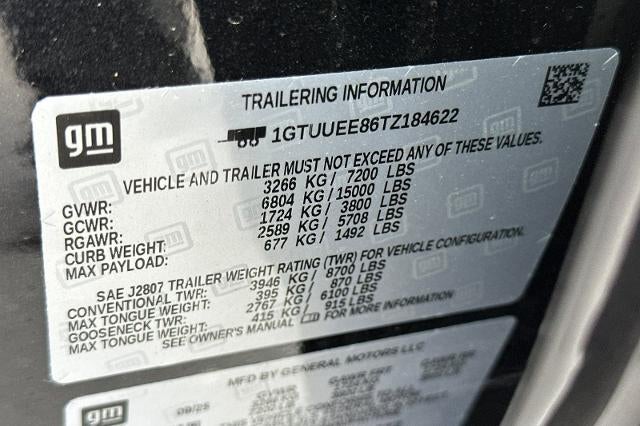 TRAILERING INFORMATION
gm
1GTUUEE86TZ184622
VEHICLE AND TRAILER MUST NOT EXCEED ANY OF THESE VALUES.
GVWR: 3266 KG / 7200 LBS
GCWR: 6804 KG / 15000 LBS
RGAWR: 1724 KG / 3800 LBS
CURB WEIGHT: 2589 KG / 5708 LBS
MAX PAYLOAD: 677 KG / 1492 LBS
SAE J2807 TRAILER WEIGHT RATING (TWR) FOR VEHICLE CONFIGURATION.
CONVENTIONAL TWR: 3946 KG / 8700 LBS
MAX TONGUE WEIGHT: 395 KG / 870 LBS
GOOSENECK TWR: 2767 KG / 6100 LBS
MAX TONGUE WEIGHT: 415 KG / 915 LBS
SEE OWNER'S MANUAL FOR MORE INFORMATION
MFD BY GENERAL MOTORS LLC
gm